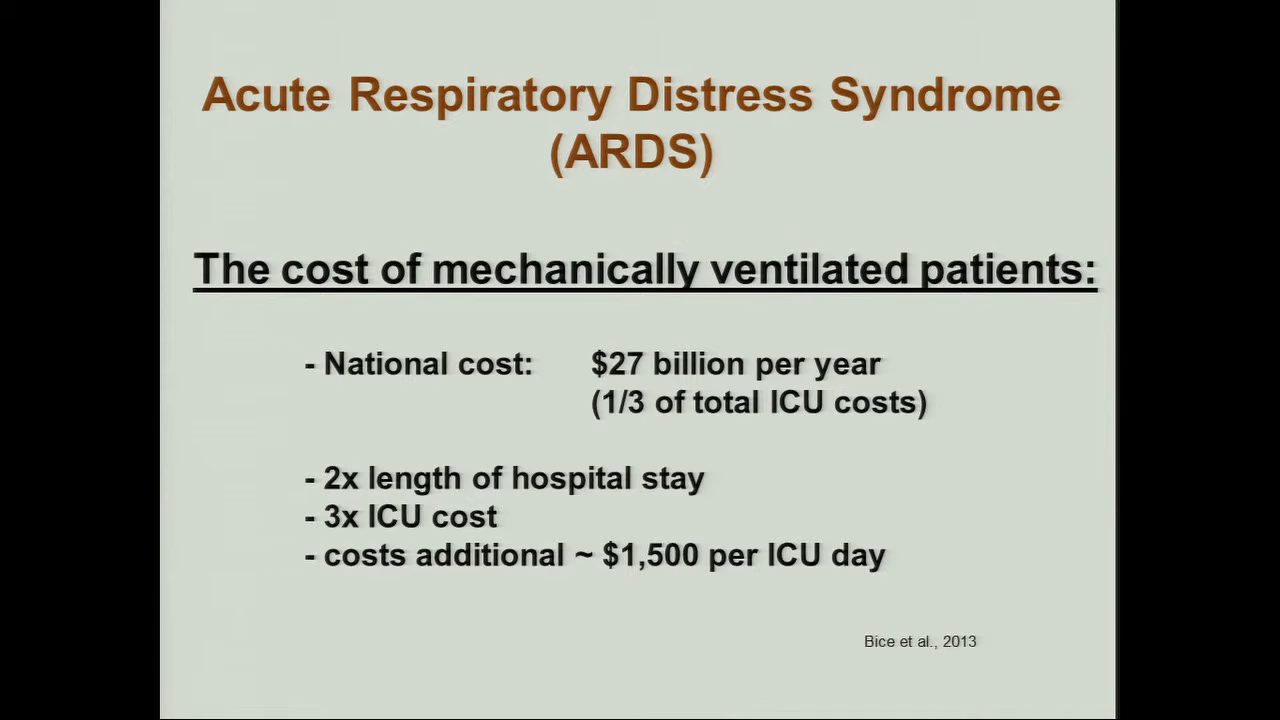 Acute Respiratory Distress Syndrome
(ARDS)
The cost of mechanically ventilated patients:
- National cost: $27 billion per year
(1/3 of total ICU costs)
- 2x length of hospital stay
- 3x ICU cost
- costs additional ~ $1,500 per ICU day
Bice et al., 2013